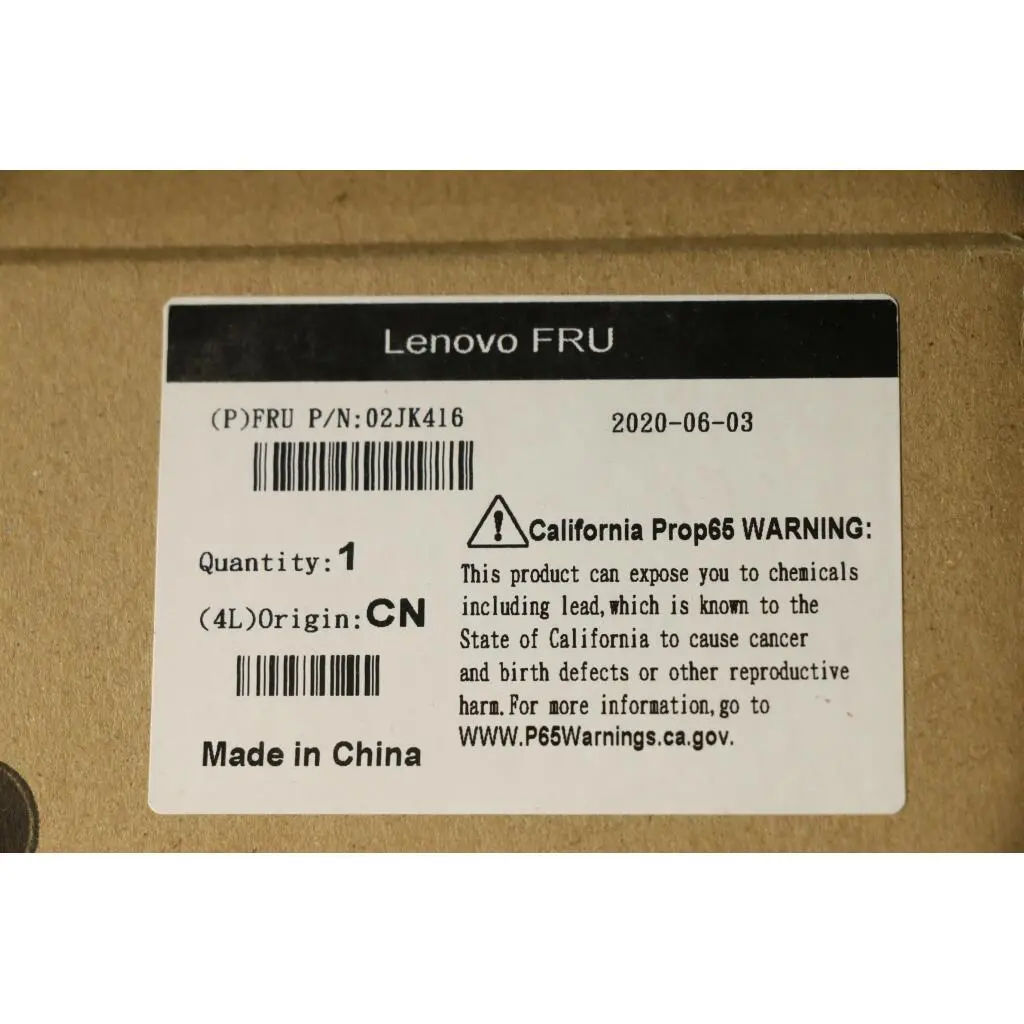 Lenovo FRU
(P)FRU P/N:02JK416
2020-06-03
Quantity:1
(4L)Origin:CN
Made in China
⚠California Prop65 WARNING:
This product can expose you to chemicals
including lead,which is known to the
State of California to cause cancer
and birth defects or other reproductive
harm.For more information,go to
WWW.P65Warnings.ca.gov.